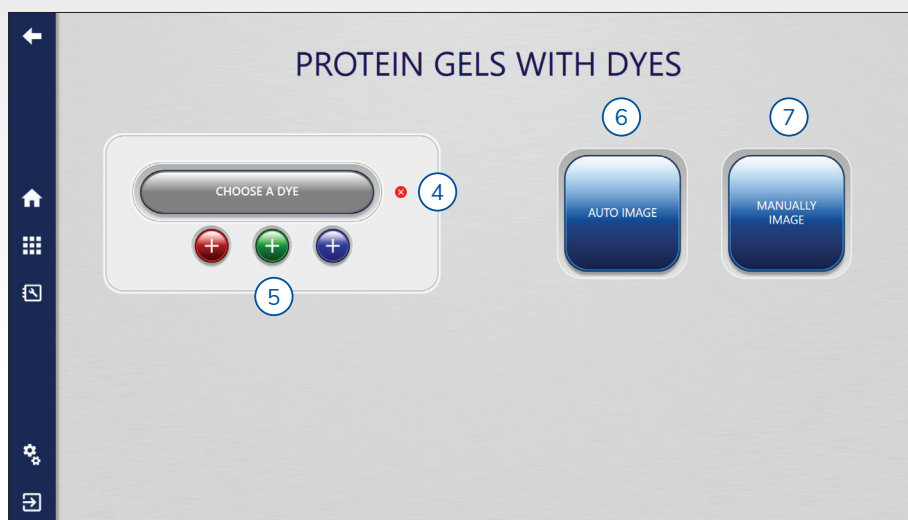 PROTEIN GELS WITH DYES
6
7
CHOOSE A DYE
4
AUTO IMAGE
MANUALLY
IMAGE
5